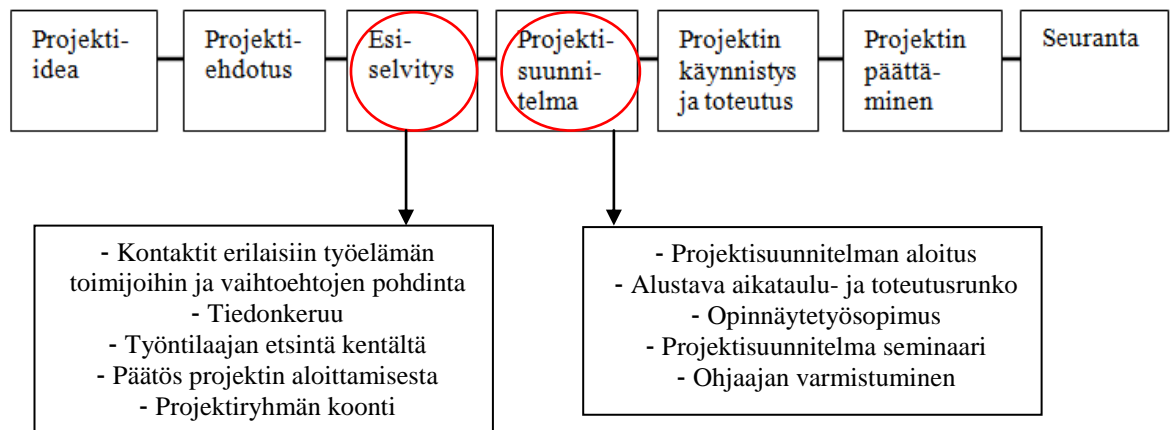 Projekti-
idea
Projekti-
ehdotus
Esi-
selvitys
Projekti-
suunni-
telma
Projektin
käynnistys
ja toteutus
Projektin
päättä-
minen
Seuranta
- Kontaktit erilaisiin työelämän
toimijoihin ja vaihtoehtojen pohdinta
- Tiedonkeruu
- Työntilaajan etsintä kentältä
- Päätös projektin aloittamisesta
- Projektiryhmän koonti
- Projektisuunnitelman aloitus
- Alustava aikataulu- ja toteutusrunko
- Opinnäytetyösopimus
- Projektisuunnitelma seminaari
- Ohjaajan varmistuminen